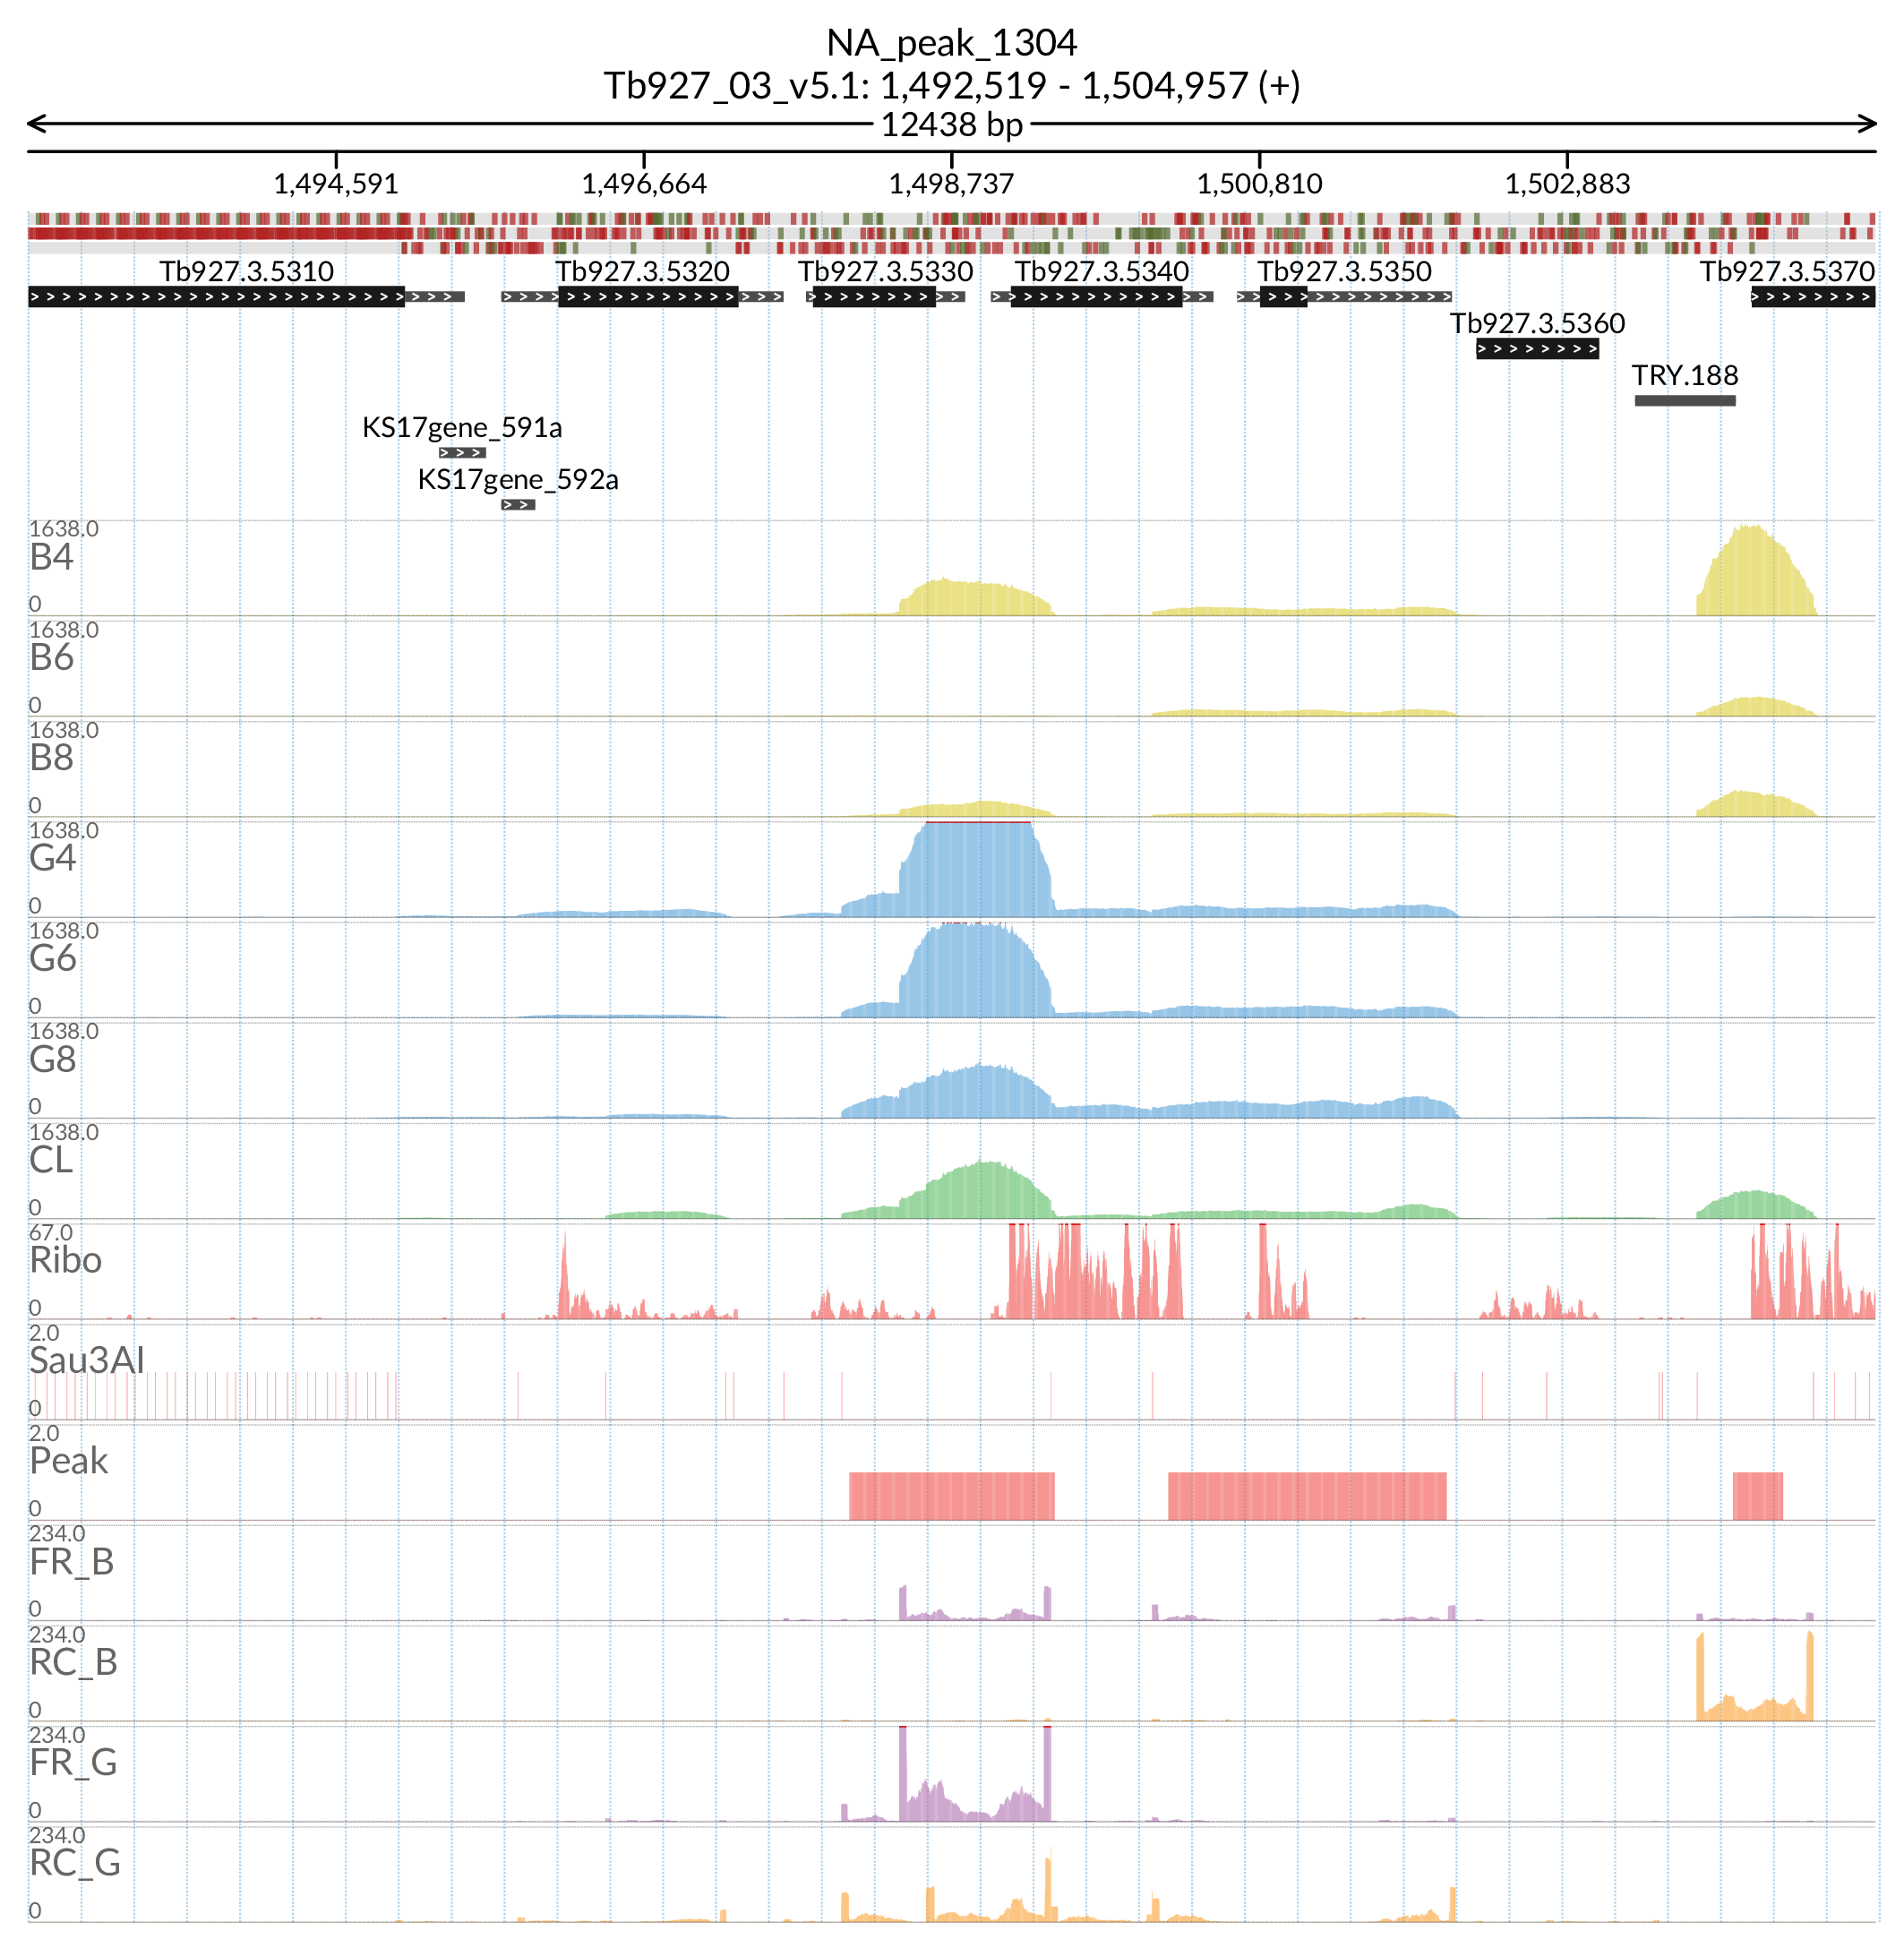 NA_peak_1304
Tb927_03_v5.1: 1,492,519 - 1,504,957 (+)
12438 bp
1,494,591 1,496,664 1,498,737 1,500,810 1,502,883
Tb927.3.5310 Tb927.3.5320 Tb927.3.5330 Tb927.3.5340 Tb927.3.5350 Tb927.3.5370
Tb927.3.5360
TRY.188
KS17gene_591a
KS17gene_592a
1638.0
B4
0
1638.0
B6
0
1638.0
B8
0
1638.0
G4
0
1638.0
G6
0
1638.0
G8
0
1638.0
CL
0
67.0
Ribo
0
2.0
Sau3AI
0
2.0
Peak
0
234.0
FR_B
0
234.0
RC_B
0
234.0
FR_G
0
234.0
RC_G
0